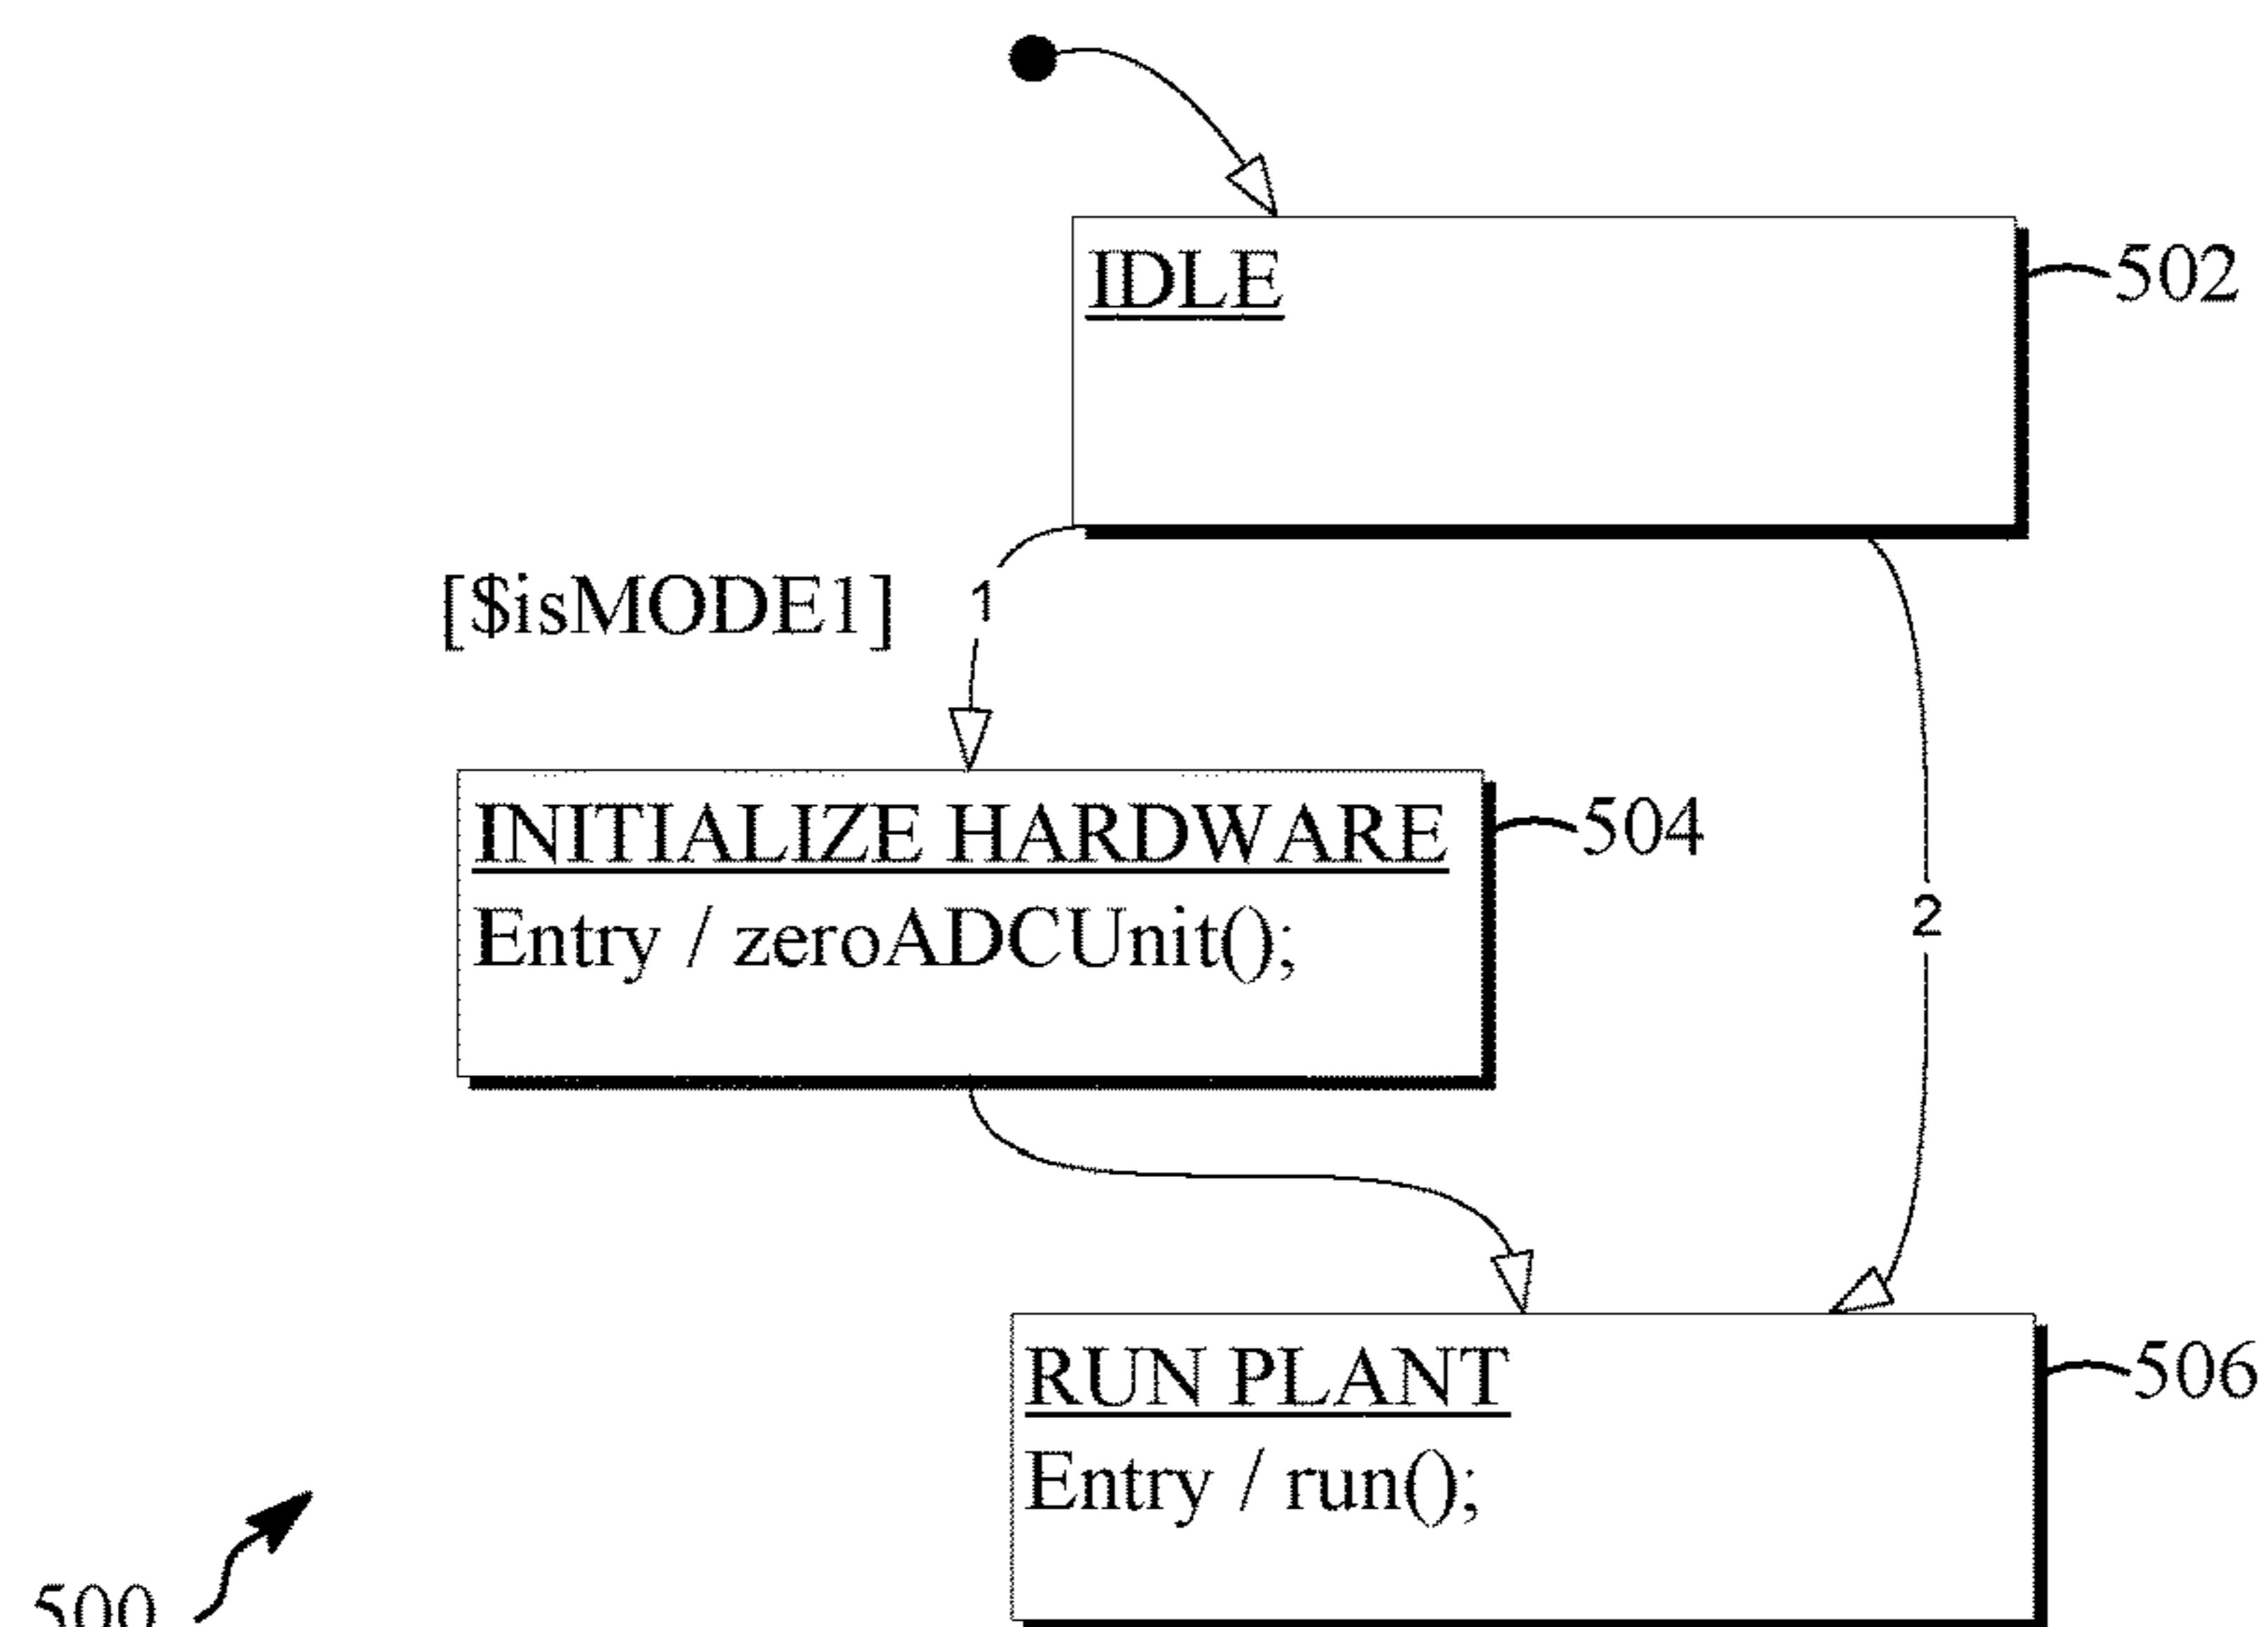 IDLE
502
[$isMODE1]
1
INITIALIZE HARDWARE
504
Entry / zeroADCUnit();
2
RUN PLANT
506
Entry / run();
500